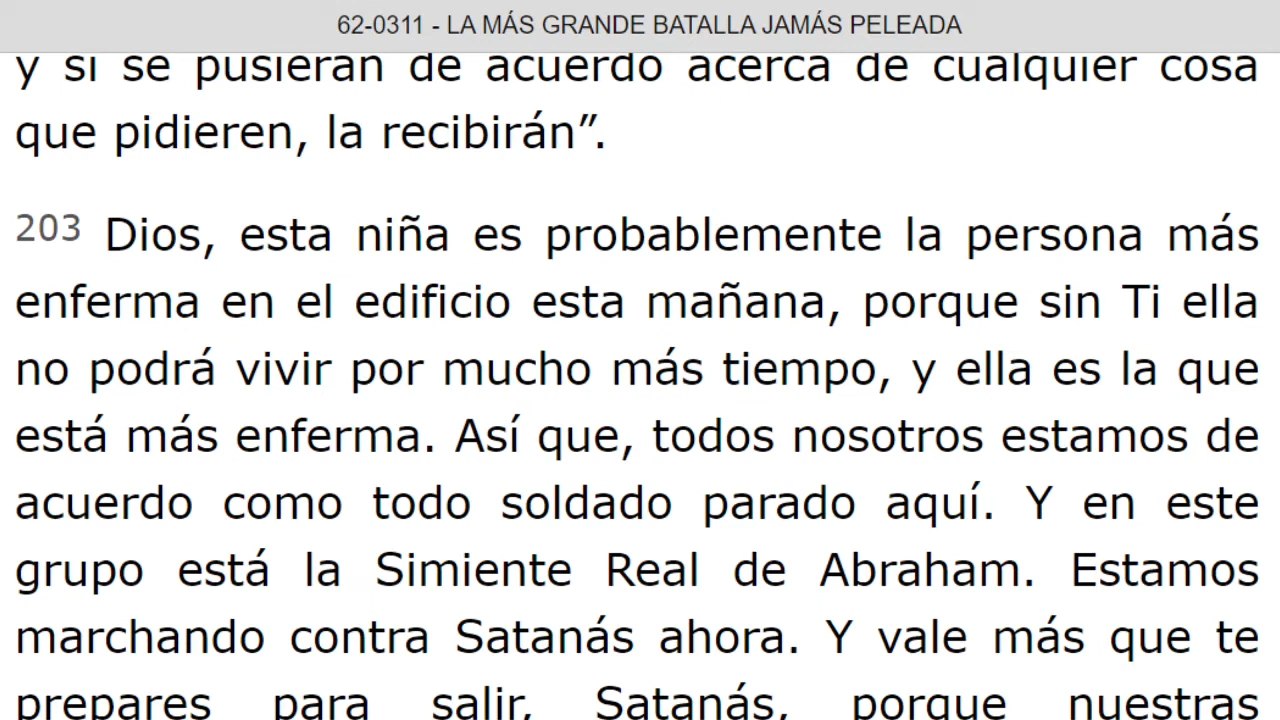 62-0311 - LA MÁS GRANDE BATALLA JAMÁS PELEADA
y si se pusieran de acuerdo acerca de cualquier cosa
que pidieren, la recibirán”.
203 Dios, esta niña es probablemente la persona más
enferma en el edificio esta mañana, porque sin Ti ella
no podrá vivir por mucho más tiempo, y ella es la que
está más enferma. Así que, todos nosotros estamos de
acuerdo como todo soldado parado aquí. Y en este
grupo está la Simiente Real de Abraham. Estamos
marchando contra Satanás ahora. Y vale más que te
prepares para salir, Satanás, porque nuestras